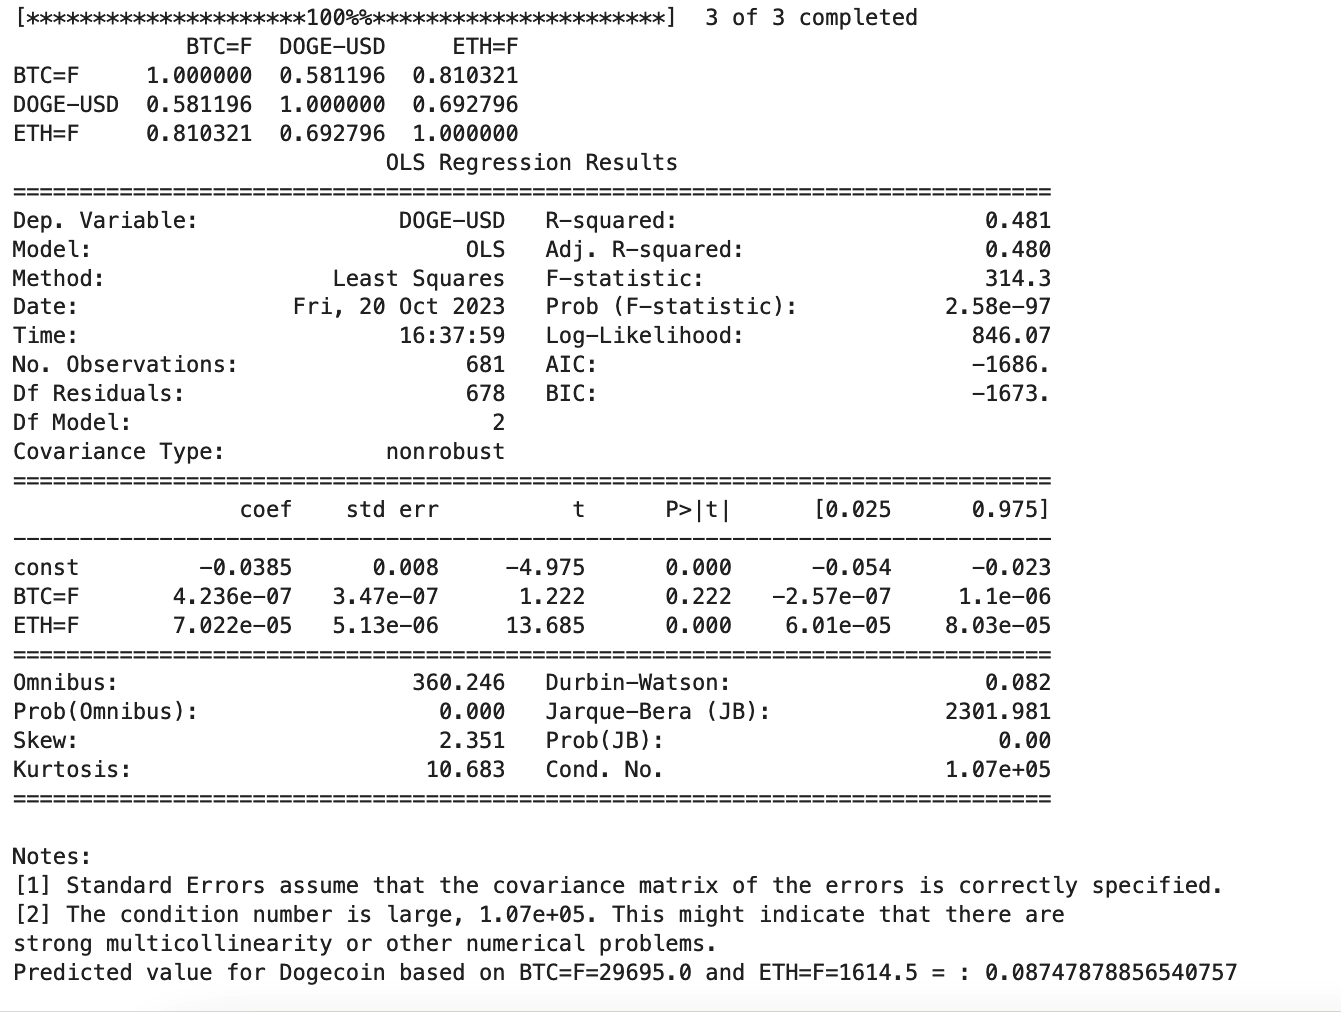 [*********************100%%**********************]  3 of 3 completed
             BTC=F  DOGE-USD     ETH=F
BTC=F     1.000000  0.581196  0.810321
DOGE-USD  0.581196  1.000000  0.692796
ETH=F     0.810321  0.692796  1.000000
                            OLS Regression Results
==============================================================================
Dep. Variable:               DOGE-USD   R-squared:                       0.481
Model:                            OLS   Adj. R-squared:                  0.480
Method:                 Least Squares   F-statistic:                     314.3
Date:                Fri, 20 Oct 2023   Prob (F-statistic):           2.58e-97
Time:                        16:37:59   Log-Likelihood:                 846.07
No. Observations:                 681   AIC:                            -1686.
Df Residuals:                     678   BIC:                            -1673.
Df Model:                           2
Covariance Type:            nonrobust
==============================================================================
                 coef    std err          t      P>|t|      [0.025      0.975]
------------------------------------------------------------------------------
const         -0.0385      0.008     -4.975      0.000      -0.054      -0.023
BTC=F       4.236e-07   3.47e-07      1.222      0.222   -2.57e-07     1.1e-06
ETH=F       7.022e-05   5.13e-06     13.685      0.000    6.01e-05    8.03e-05
==============================================================================
Omnibus:                      360.246   Durbin-Watson:                   0.082
Prob(Omnibus):                  0.000   Jarque-Bera (JB):             2301.981
Skew:                           2.351   Prob(JB):                         0.00
Kurtosis:                      10.683   Cond. No.                     1.07e+05
==============================================================================
Notes:
[1] Standard Errors assume that the covariance matrix of the errors is correctly specified.
[2] The condition number is large, 1.07e+05. This might indicate that there are
strong multicollinearity or other numerical problems.
Predicted value for Dogecoin based on BTC=F=29695.0 and ETH=F=1614.5 = : 0.08747878856540757